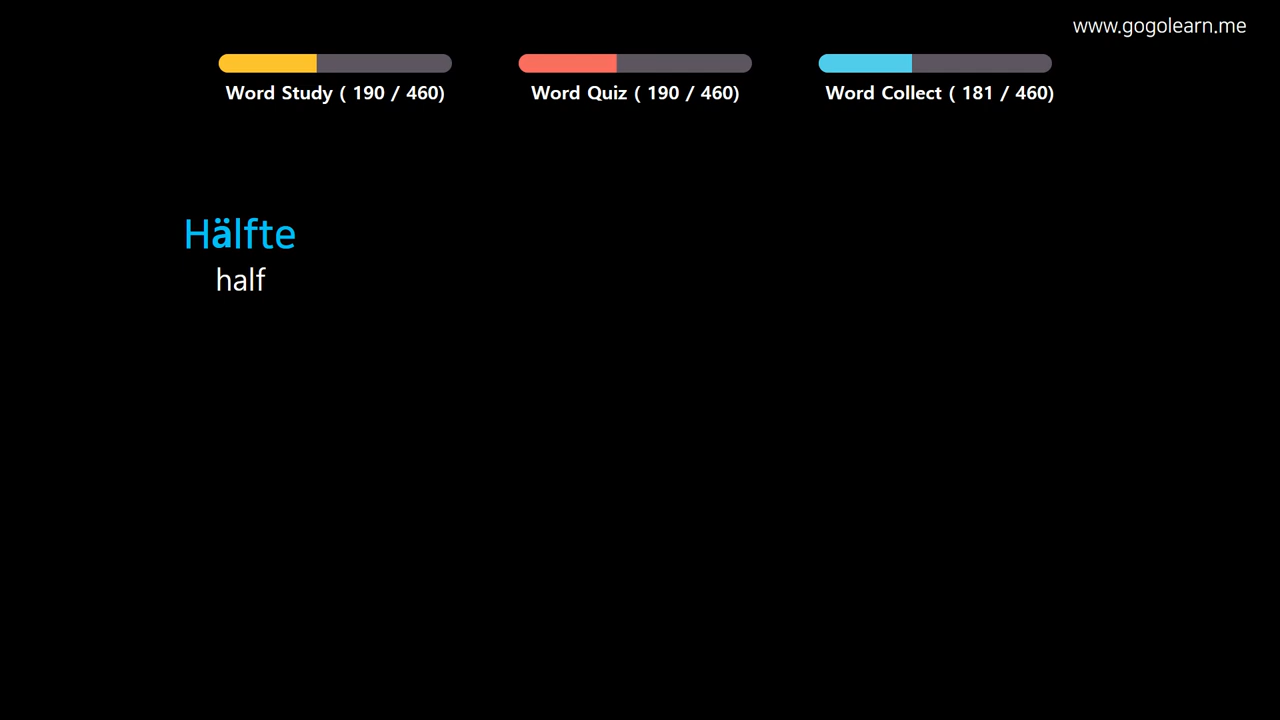 www.gogolearn.me
Word Study ( 190 / 460)
Word Quiz ( 190 / 460)
Word Collect ( 181 / 460)
Hälfte
half